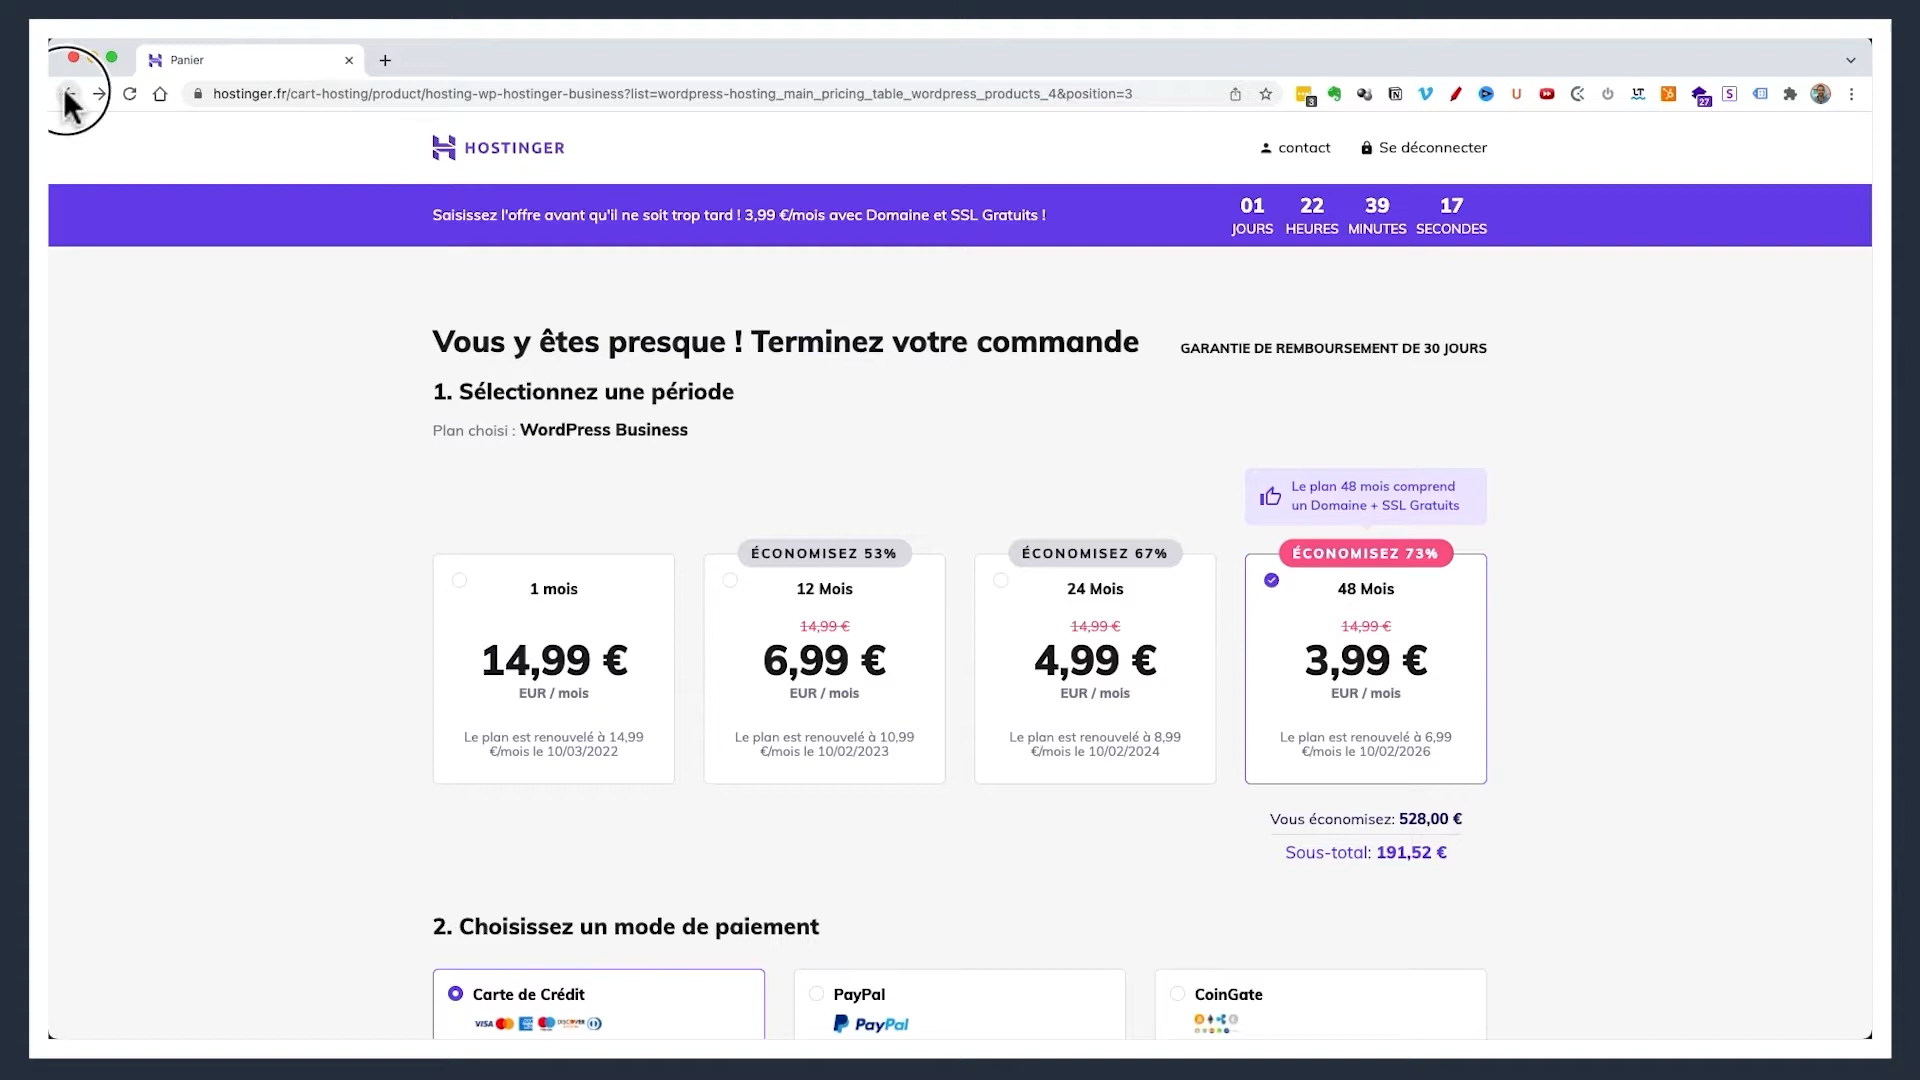 Panier
hostinger.fr/cart-hosting/product/hosting-wp-hostinger-business?list=wordpress-hosting_main_pricing_table_wordpress_products_4&position=3
3
U
LT
27
S
HOSTINGER
contact
Se déconnecter
Saisissez l'offre avant qu'il ne soit trop tard ! 3,99 €/mois avec Domaine et SSL Gratuits !
01 22 39 17
JOURS HEURES MINUTES SECONDES
Vous y êtes presque ! Terminez votre commande
GARANTIE DE REMBOURSEMENT DE 30 JOURS
1. Sélectionnez une période
Plan choisi : WordPress Business
Le plan 48 mois comprend
un Domaine + SSL Gratuits
1 mois
14,99 €
EUR / mois
Le plan est renouvelé à 14,99
€/mois le 10/03/2022
ÉCONOMISEZ 53%
12 Mois
14,99 €
6,99 €
EUR / mois
Le plan est renouvelé à 10,99
€/mois le 10/02/2023
ÉCONOMISEZ 67%
24 Mois
14,99 €
4,99 €
EUR / mois
Le plan est renouvelé à 8,99
€/mois le 10/02/2024
ÉCONOMISEZ 73%
48 Mois
14,99 €
3,99 €
EUR / mois
Le plan est renouvelé à 6,99
€/mois le 10/02/2026
Vous économisez: 528,00 €
Sous-total: 191,52 €
2. Choisissez un mode de paiement
Carte de Crédit
VISA
DISCOVER
PayPal
PayPal
CoinGate